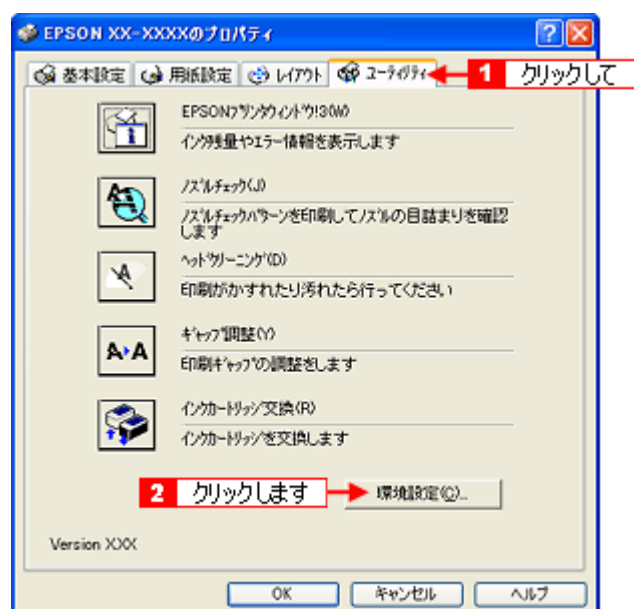 EPSON XX-XXXXのプロパティ
基本設定 用紙設定 レイアウト ユーティリティ 1 クリックして
EPSONプリンタウィンドウ!3(W)
インク残量やエラー情報を表示します
ノズルチェック(J)
ノズルチェックパターンを印刷してノズルの目詰まりを確認
します
ヘッドクリーニング(D)
印刷がかすれたり汚れたら行ってください
ギャップ調整(Y)
印刷ギャップの調整をします
インクカートリッジ交換(R)
インクカートリッジを交換します
2 クリックします 環境設定(C)...
Version XXX
OK キャンセル ヘルプ